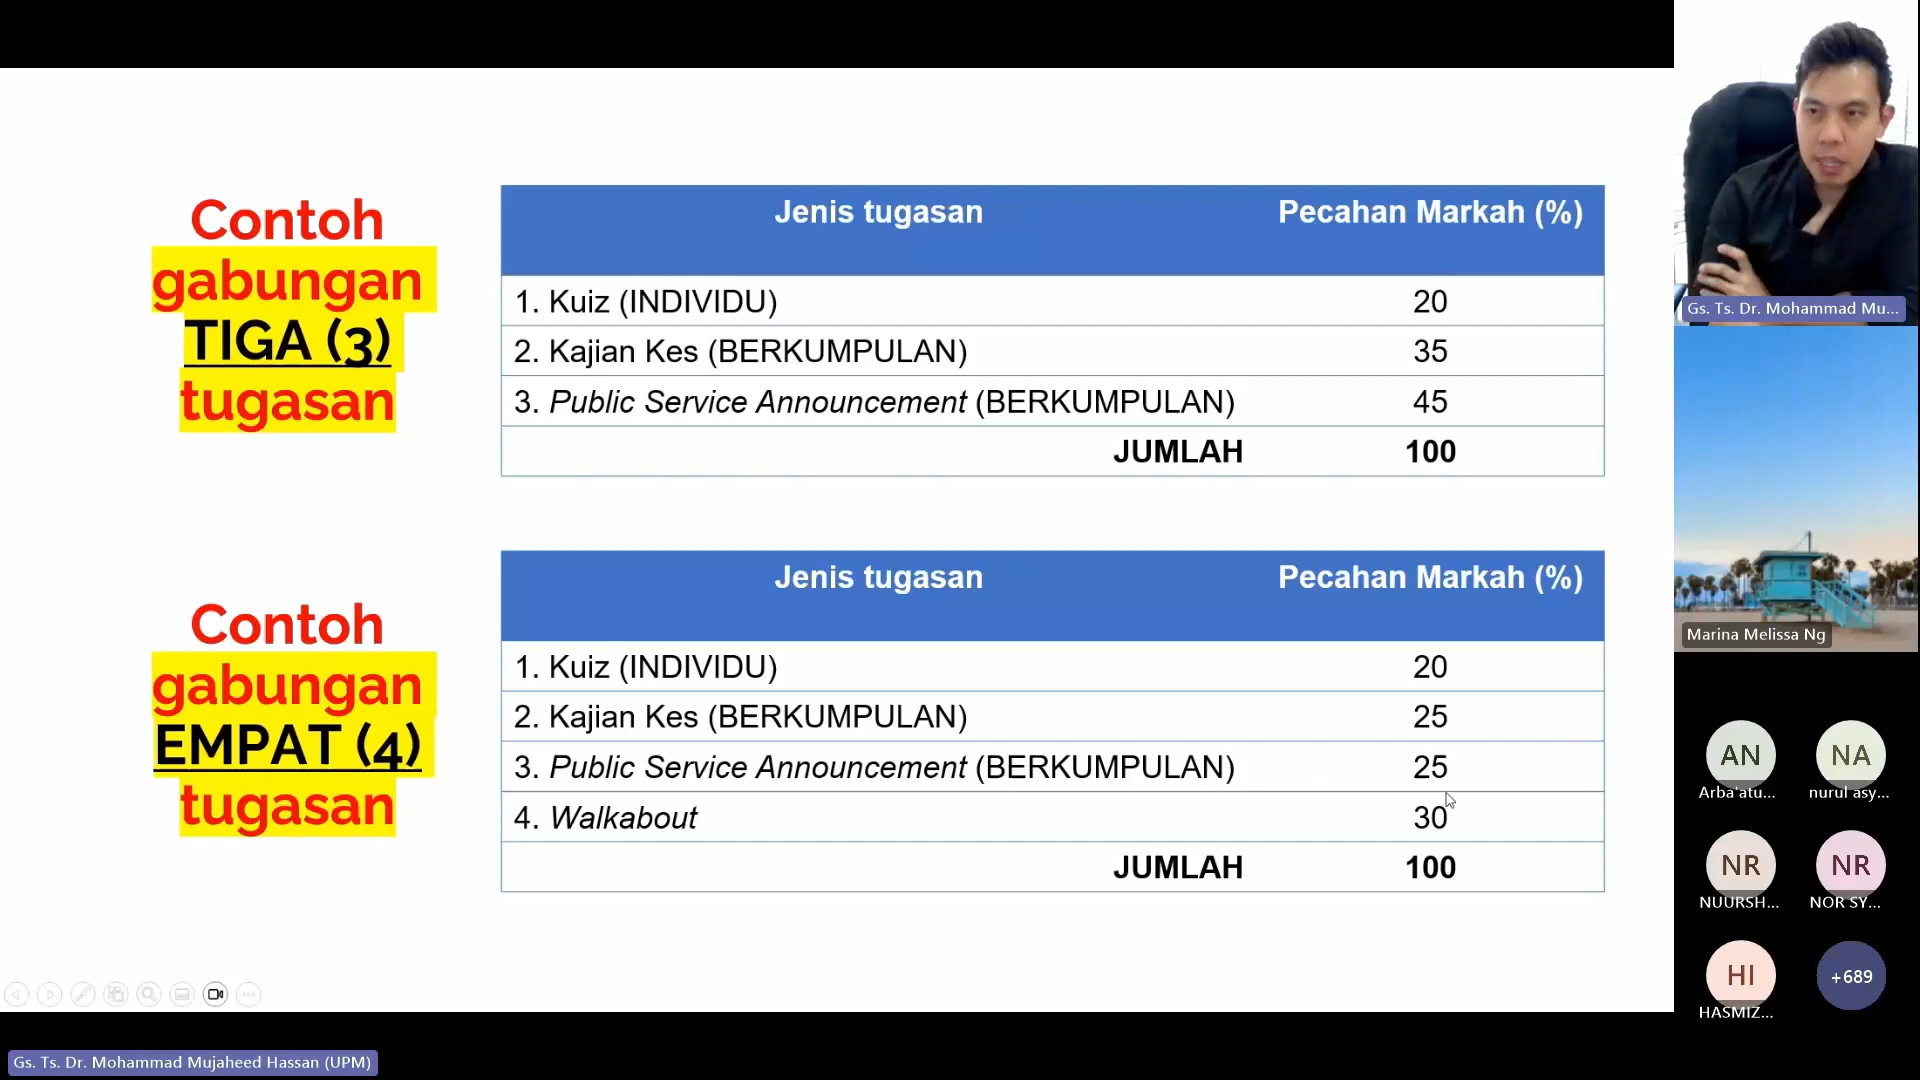 Contoh
gabungan
TIGA (3)
tugasan
Jenis tugasan Pecahan Markah (%)
1. Kuiz (INDIVIDU) 20
2. Kajian Kes (BERKUMPULAN) 35
3. Public Service Announcement (BERKUMPULAN) 45
JUMLAH 100
Contoh
gabungan
EMPAT (4)
tugasan
Jenis tugasan Pecahan Markah (%)
1. Kuiz (INDIVIDU) 20
2. Kajian Kes (BERKUMPULAN) 25
3. Public Service Announcement (BERKUMPULAN) 25
4. Walkabout 30
JUMLAH 100
Gs. Ts. Dr. Mohammad Mu...
Marina Melissa Ng
AN
Arba'atu...
NA
nurul asy...
NR
NUURSH...
NR
NOR SY...
HI
HASMIZ...
+689
Gs. Ts. Dr. Mohammad Mujaheed Hassan (UPM)